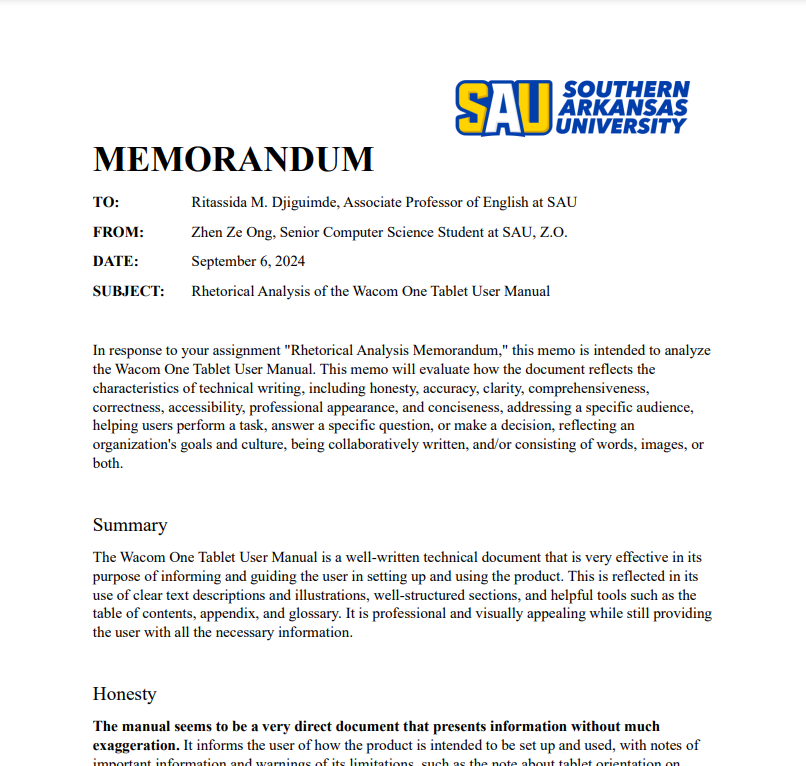 SAU SOUTHERN
ARKANSAS
UNIVERSITY
MEMORANDUM
TO: Ritassida M. Djiguimde, Associate Professor of English at SAU
FROM: Zhen Ze Ong, Senior Computer Science Student at SAU, Z.O.
DATE: September 6, 2024
SUBJECT: Rhetorical Analysis of the Wacom One Tablet User Manual
In response to your assignment "Rhetorical Analysis Memorandum," this memo is intended to analyze
the Wacom One Tablet User Manual. This memo will evaluate how the document reflects the
characteristics of technical writing, including honesty, accuracy, clarity, comprehensiveness,
correctness, accessibility, professional appearance, and conciseness, addressing a specific audience,
helping users perform a task, answer a specific question, or make a decision, reflecting an
organization's goals and culture, being collaboratively written, and/or consisting of words, images, or
both.
Summary
The Wacom One Tablet User Manual is a well-written technical document that is very effective in its
purpose of informing and guiding the user in setting up and using the product. This is reflected in its
use of clear text descriptions and illustrations, well-structured sections, and helpful tools such as the
table of contents, appendix, and glossary. It is professional and visually appealing while still providing
the user with all the necessary information.
Honesty
The manual seems to be a very direct document that presents information without much
exaggeration. It informs the user of how the product is intended to be set up and used, with notes of
important information and warnings of its limitations, such as the note about tablet orientation on